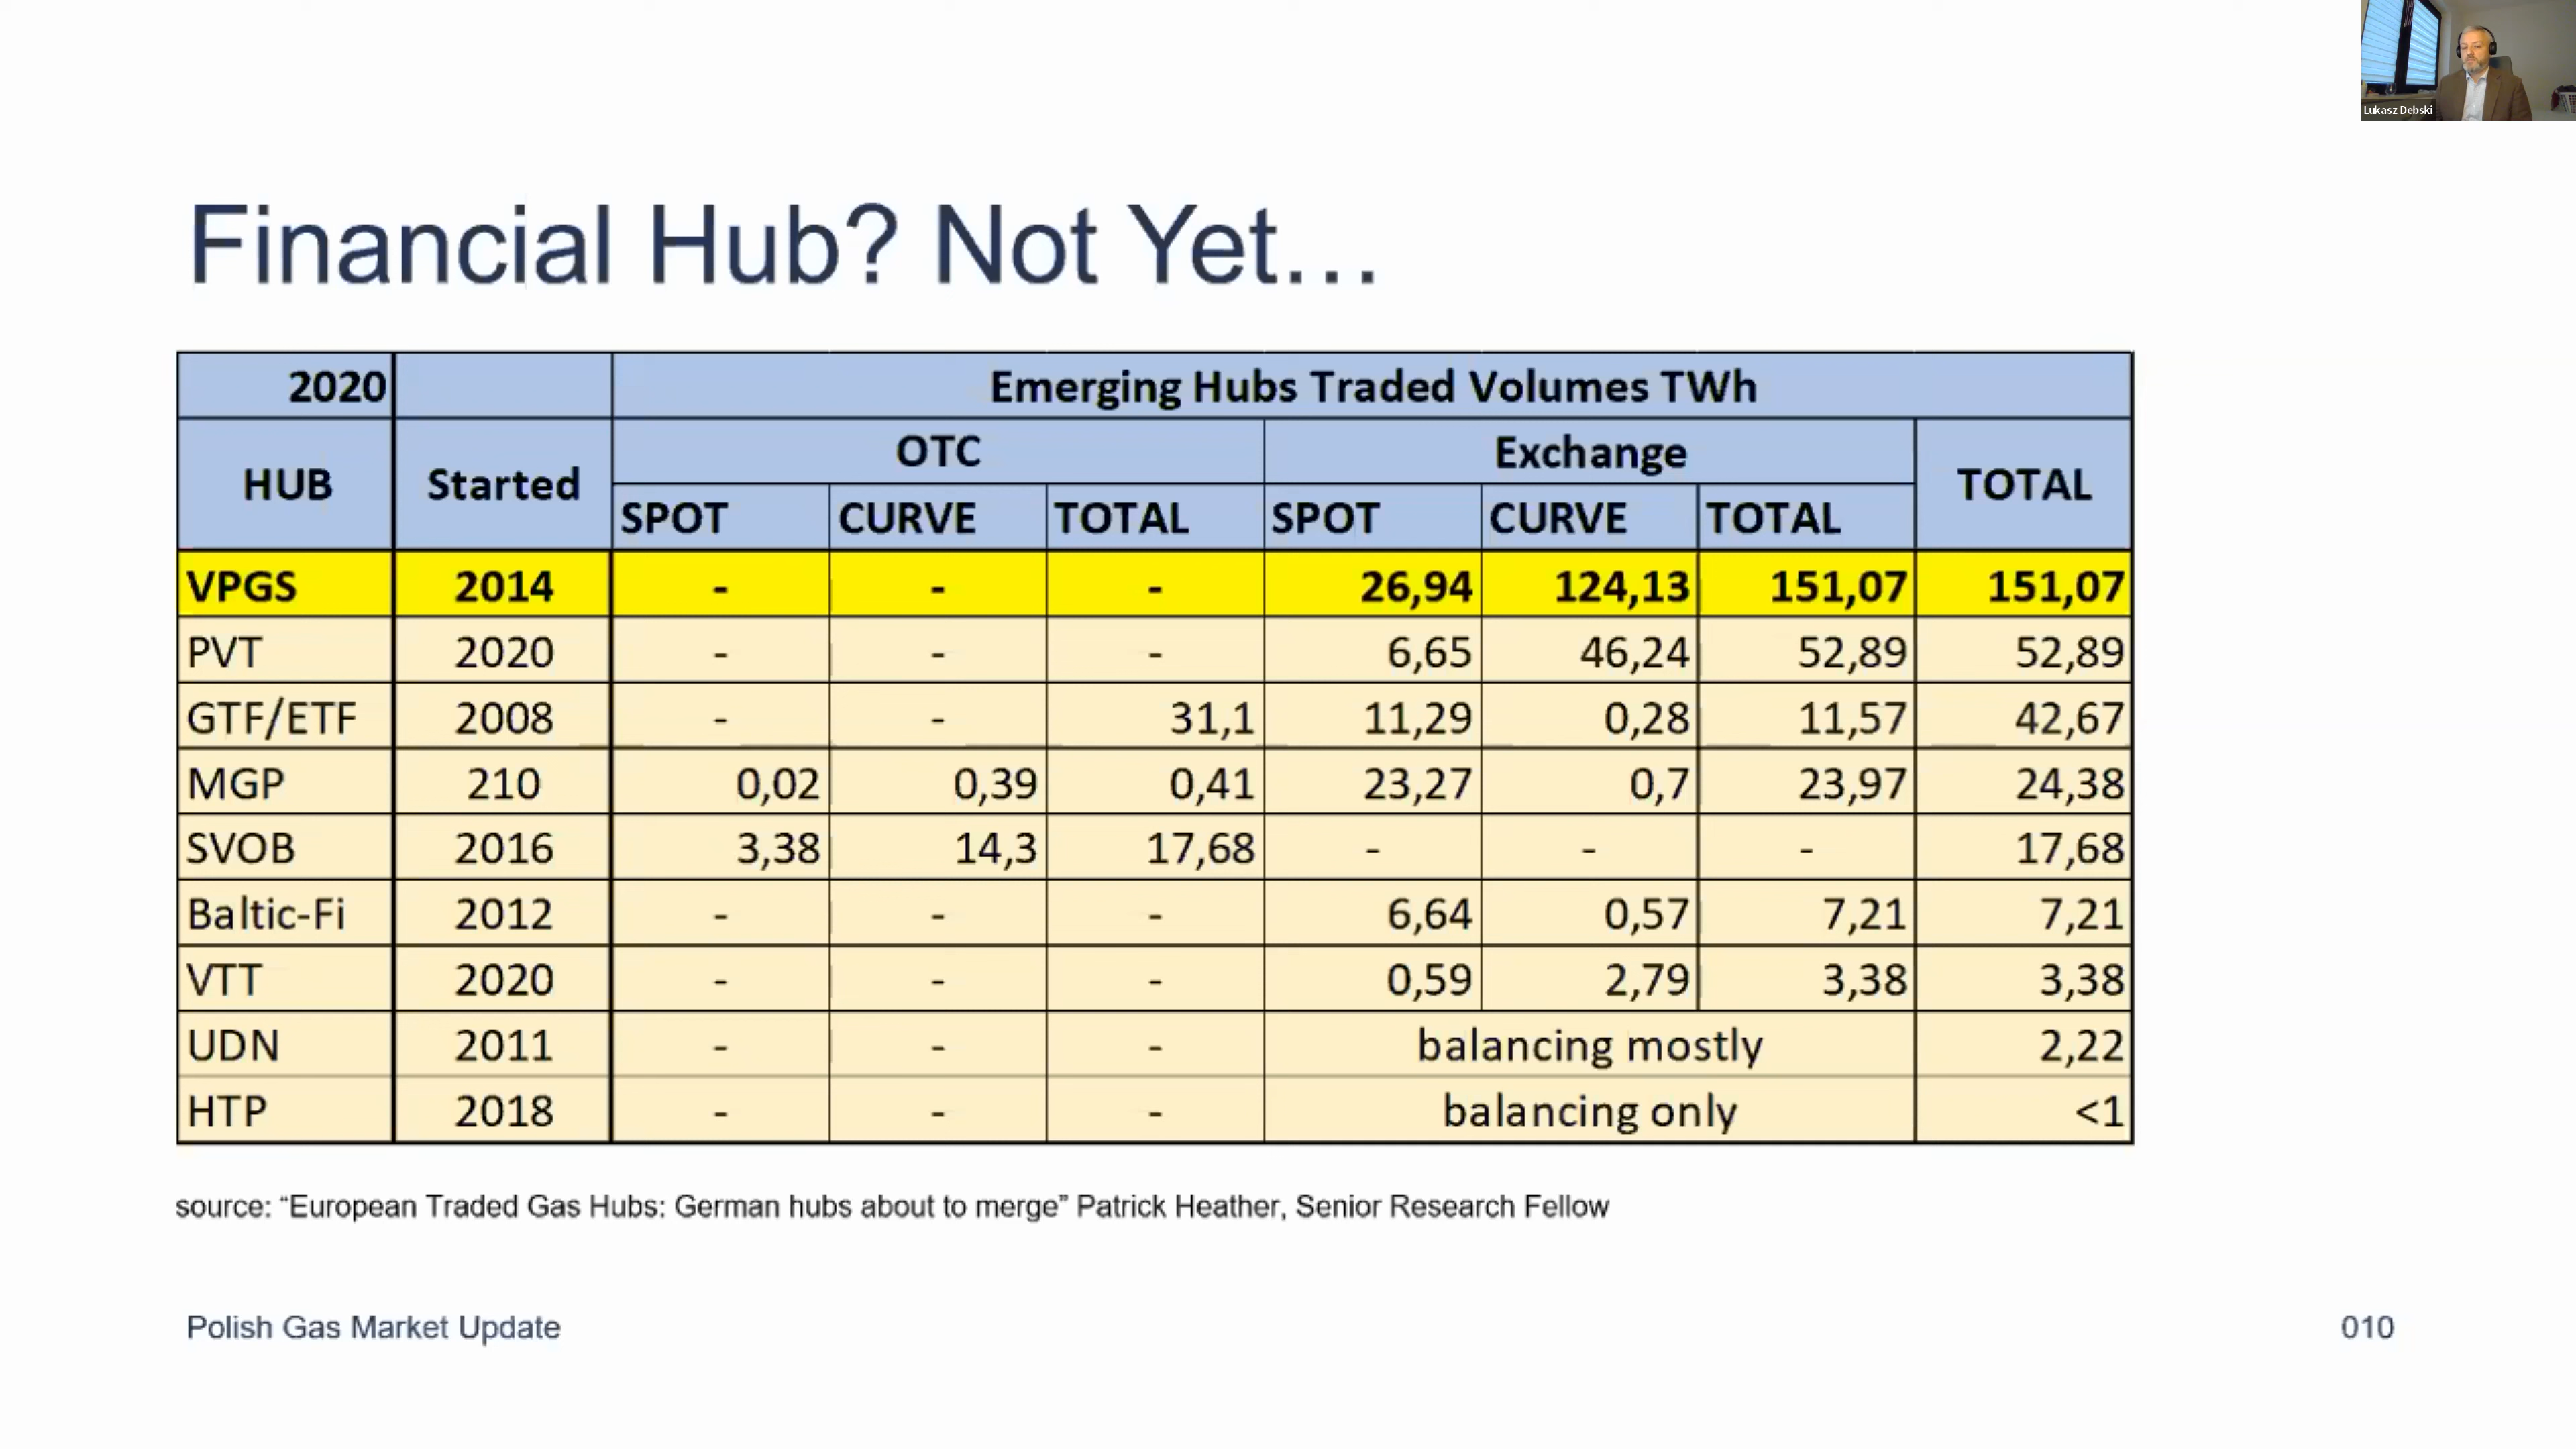 Lukasz Debski
Financial Hub? Not Yet...
2020 Emerging Hubs Traded Volumes TWh
HUB Started OTC Exchange TOTAL
SPOT CURVE TOTAL SPOT CURVE TOTAL
VPGS 2014 - - - 26,94 124,13 151,07 151,07
PVT 2020 - - - 6,65 46,24 52,89 52,89
GTF/ETF 2008 - - 31,1 11,29 0,28 11,57 42,67
MGP 210 0,02 0,39 0,41 23,27 0,7 23,97 24,38
SVOB 2016 3,38 14,3 17,68 - - - 17,68
Baltic-Fi 2012 - - - 6,64 0,57 7,21 7,21
VTT 2020 - - - 0,59 2,79 3,38 3,38
UDN 2011 - - - balancing mostly 2,22
HTP 2018 - - - balancing only <1
source: “European Traded Gas Hubs: German hubs about to merge” Patrick Heather, Senior Research Fellow
Polish Gas Market Update 010